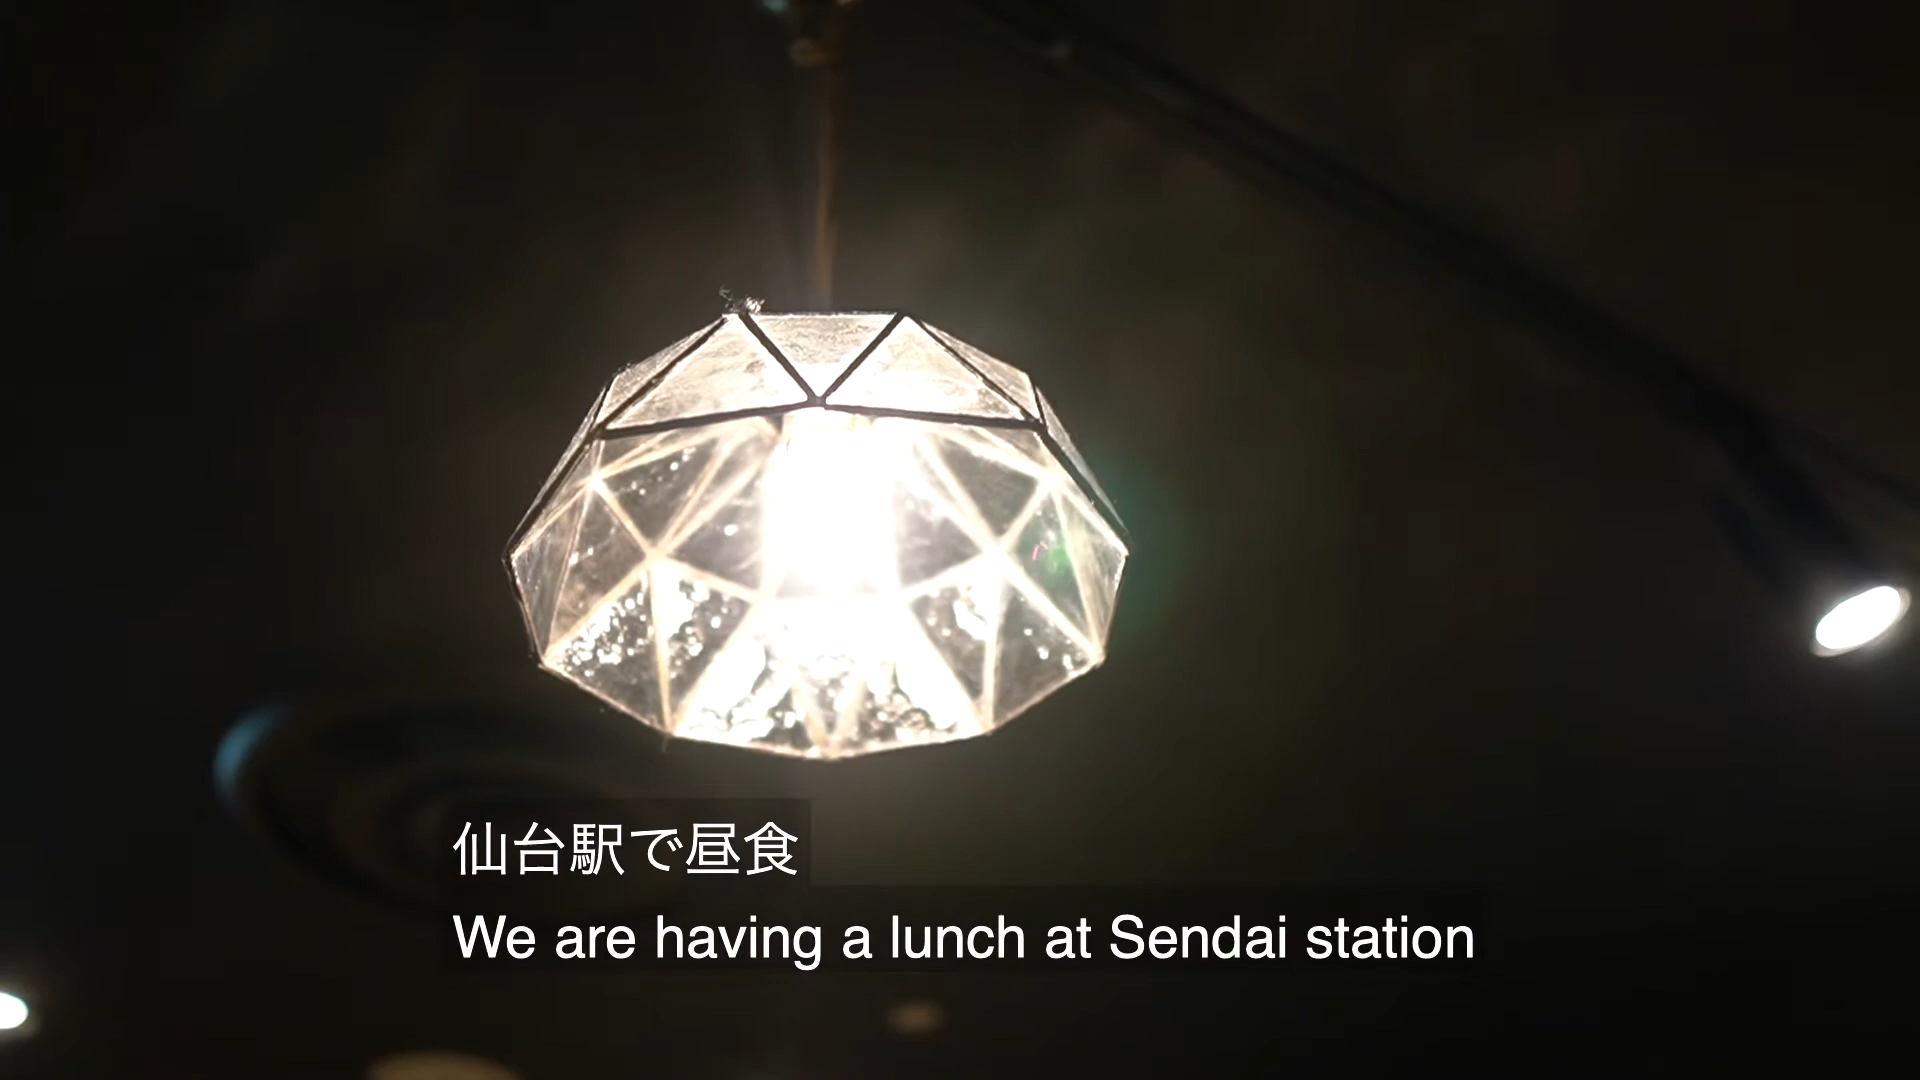 仙台駅で昼食
We are having a lunch at Sendai station